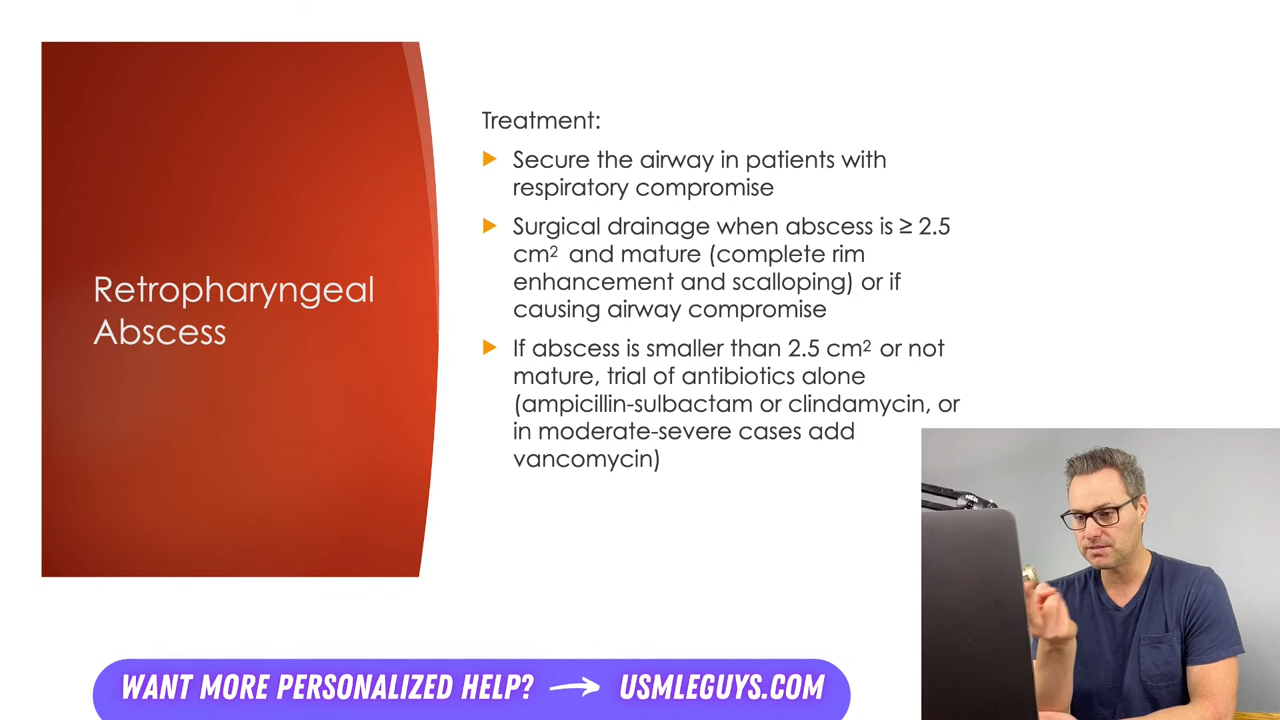 Retropharyngeal
Abscess
Treatment:
Secure the airway in patients with
respiratory compromise
Surgical drainage when abscess is ≥ 2.5
cm² and mature (complete rim
enhancement and scalloping) or if
causing airway compromise
If abscess is smaller than 2.5 cm² or not
mature, trial of antibiotics alone
(ampicillin-sulbactam or clindamycin, or
in moderate-severe cases add
vancomycin)
WANT MORE PERSONALIZED HELP? → USMLEGUYS.COM